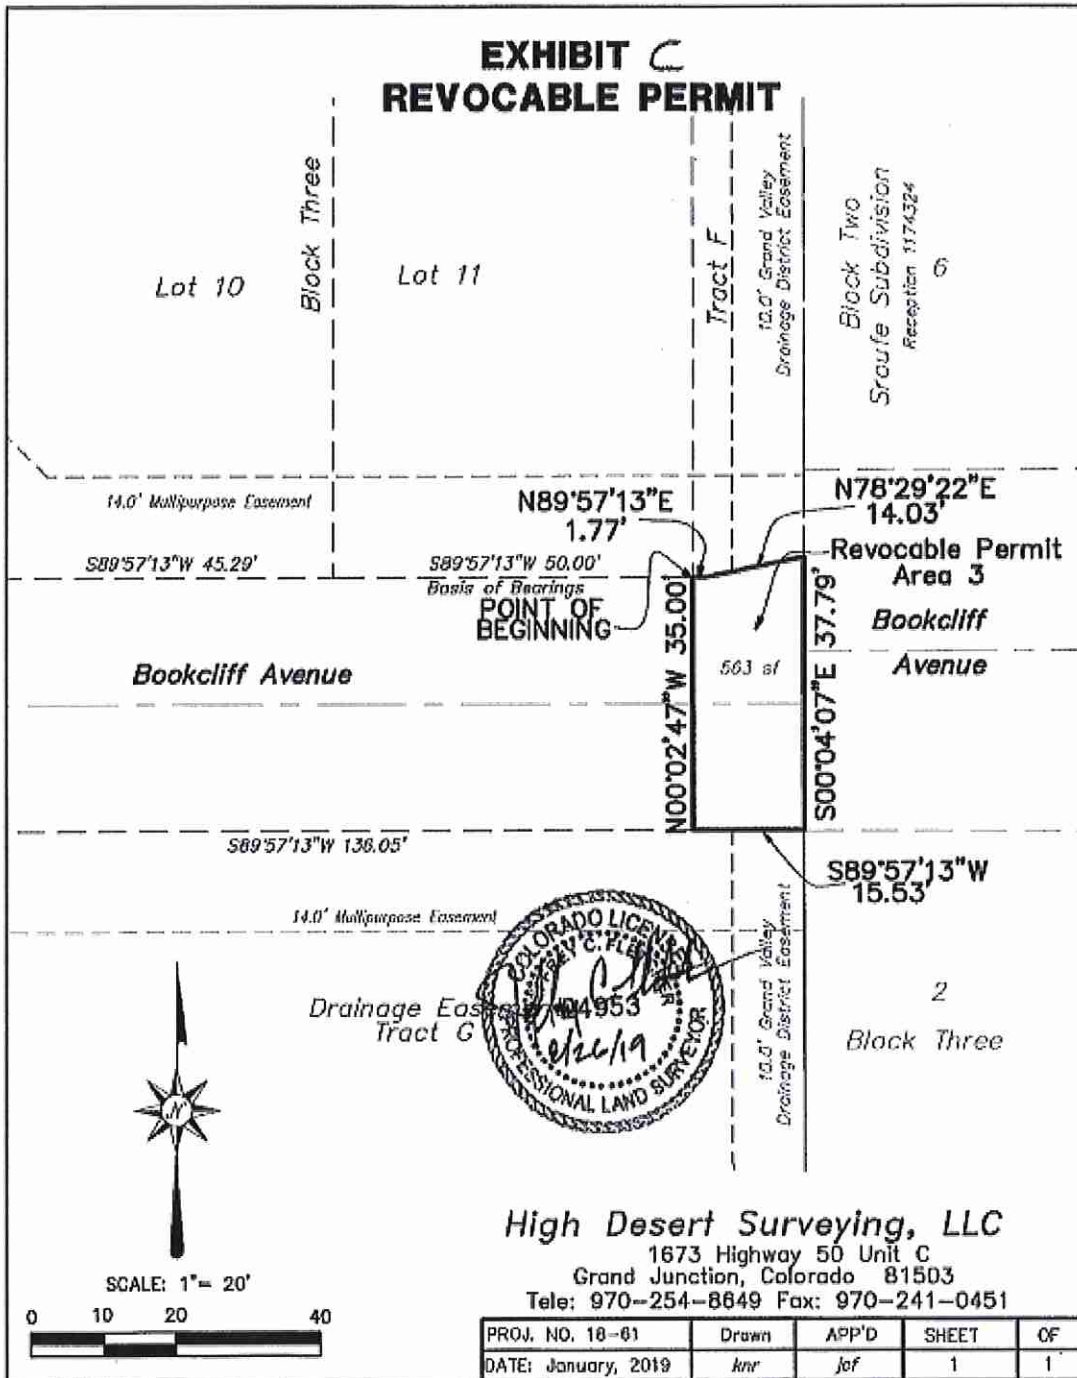 EXHIBIT C
REVOCABLE PERMIT
Lot 10
Block Three
Lot 11
Tract F
10.0' Grand Valley
Drainage District Easement
Block Two
Sroufe Subdivision
Reception 1174324
6
14.0' Multipurpose Easement
N89°57'13"E
1.77'
N78°29'22"E
14.03'
Revocable Permit
Area 3
S89°57'13"W 45.29'
S89°57'13"W 50.00'
Basis of Bearings
POINT OF
BEGINNING
N00°02'47"W 35.00'
563 sf
S00°04'07"E 37.79'
Bookcliff
Avenue
Bookcliff Avenue
S89°57'13"W 136.05'
S89°57'13"W
15.53'
14.0' Multipurpose Easement
Drainage
Tract G
COLORADO LICENSED
24953
PROFESSIONAL LAND SURVEYOR
10.0' Grand Valley
Drainage District Easement
2
Block Three
N
SCALE: 1"= 20'
0 10 20 40
High Desert Surveying, LLC
1673 Highway 50 Unit C
Grand Junction, Colorado 81503
Tele: 970-254-8649 Fax: 970-241-0451
PROJ. NO. 18-61 Drawn APP'D SHEET OF
DATE: January, 2019 knr jcf 1 1